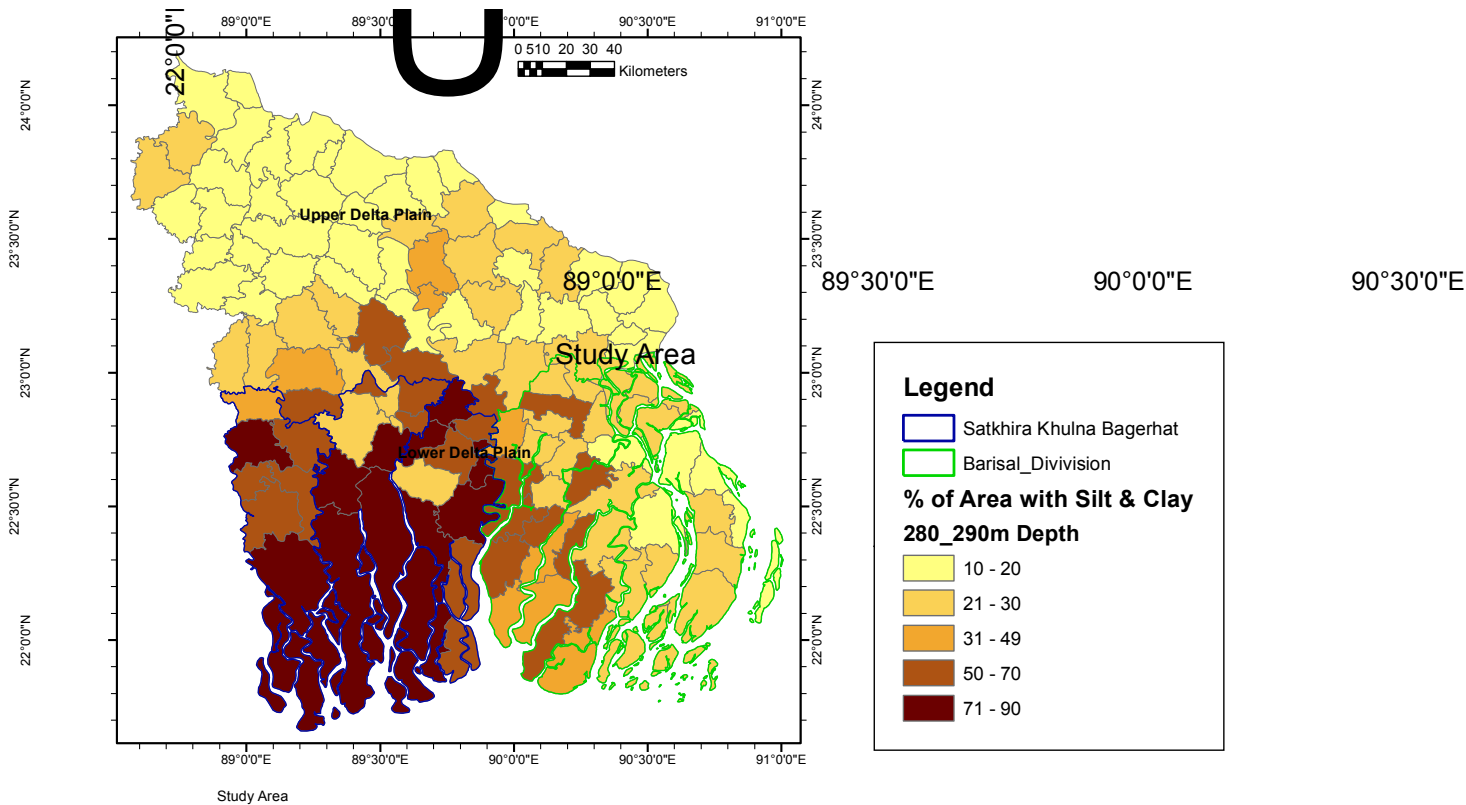 89°0'0"E 89°30'0"E 90°0'0"E 90°30'0"E 91°0'0"E
22°0'0"
0 510 20 30 40
Kilometers
24°0'0"N 24°0'0"N
Upper Delta Plain
23°30'0"N 23°30'0"N
89°0'0"E 89°30'0"E 90°0'0"E 90°30'0"E
Study Area
23°0'0"N 23°0'0"N
Lower Delta Plain
22°30'0"N 22°30'0"N
22°0'0"N 22°0'0"N
89°0'0"E 89°30'0"E 90°0'0"E 90°30'0"E 91°0'0"E
Study Area
Legend
Satkhira Khulna Bagerhat
Barisal_Divivision
% of Area with Silt & Clay
280_290m Depth
10 - 20
21 - 30
31 - 49
50 - 70
71 - 90